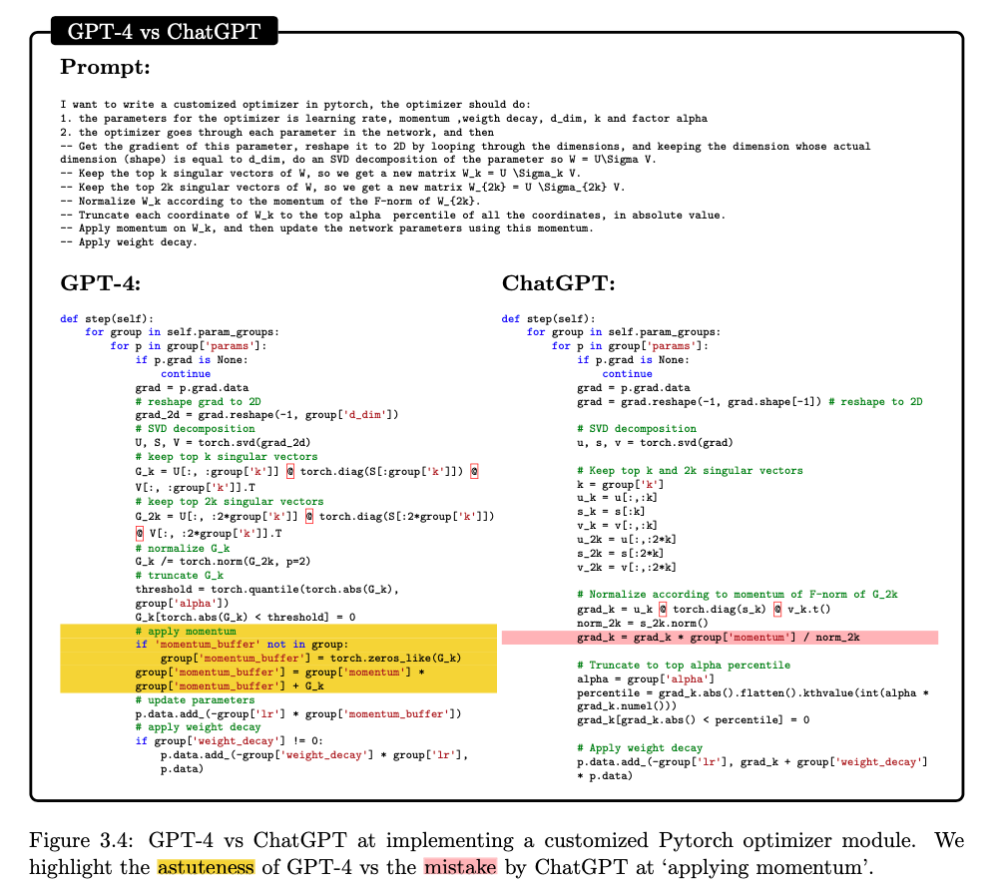 GPT-4 vs ChatGPT
Prompt:
I want to write a customized optimizer in pytorch, the optimizer should do:
1. the parameters for the optimizer is learning rate, momentum ,weigth decay, d_dim, k and factor alpha
2. the optimizer goes through each parameter in the network, and then
-- Get the gradient of this parameter, reshape it to 2D by looping through the dimensions, and keeping the dimension whose actual
dimension (shape) is equal to d_dim, do an SVD decomposition of the parameter so W = U\Sigma V.
-- Keep the top k singular vectors of W, so we get a new matrix W_k = U \Sigma_k V.
-- Keep the top 2k singular vectors of W, so we get a new matrix W_{2k} = U \Sigma_{2k} V.
-- Normalize W_k according to the momentum of the F-norm of W_{2k}.
-- Truncate each coordinate of W_k to the top alpha  percentile of all the coordinates, in absolute value.
-- Apply momentum on W_k, and then update the network parameters using this momentum.
-- Apply weight decay.
GPT-4:
def step(self):
for group in self.param_groups:
for p in group['params']:
if p.grad is None:
continue
grad = p.grad.data
# reshape grad to 2D
grad_2d = grad.reshape(-1, group['d_dim'])
# SVD decomposition
U, S, V = torch.svd(grad_2d)
# keep top k singular vectors
G_k = U[:, :group['k']] @ torch.diag(S[:group['k']]) @
V[:, :group['k']].T
# keep top 2k singular vectors
G_2k = U[:, :2*group['k']] @ torch.diag(S[:2*group['k']])
@ V[:, :2*group['k']].T
# normalize G_k
G_k /= torch.norm(G_2k, p=2)
# truncate G_k
threshold = torch.quantile(torch.abs(G_k),
group['alpha'])
G_k[torch.abs(G_k) < threshold] = 0
# apply momentum
if 'momentum_buffer' not in group:
group['momentum_buffer'] = torch.zeros_like(G_k)
group['momentum_buffer'] = group['momentum'] *
group['momentum_buffer'] + G_k
# update parameters
p.data.add_(-group['lr'] * group['momentum_buffer'])
# apply weight decay
if group['weight_decay'] != 0:
p.data.add_(-group['weight_decay'] * group['lr'],
p.data)
ChatGPT:
def step(self):
for group in self.param_groups:
for p in group['params']:
if p.grad is None:
continue
grad = p.grad.data
grad = grad.reshape(-1, grad.shape[-1]) # reshape to 2D
# SVD decomposition
u, s, v = torch.svd(grad)
# Keep top k and 2k singular vectors
k = group['k']
u_k = u[:,:k]
s_k = s[:k]
v_k = v[:,:k]
u_2k = u[:,:2*k]
s_2k = s[:2*k]
v_2k = v[:,:2*k]
# Normalize according to momentum of F-norm of G_2k
grad_k = u_k @ torch.diag(s_k) @ v_k.t()
norm_2k = s_2k.norm()
grad_k = grad_k * group['momentum'] / norm_2k
# Truncate to top alpha percentile
alpha = group['alpha']
percentile = grad_k.abs().flatten().kthvalue(int(alpha *
grad_k.numel()))
grad_k[grad_k.abs() < percentile] = 0
# Apply weight decay
p.data.add_(-group['lr'], grad_k + group['weight_decay']
* p.data)
Figure 3.4: GPT-4 vs ChatGPT at implementing a customized Pytorch optimizer module. We
highlight the astuteness of GPT-4 vs the mistake by ChatGPT at ‘applying momentum’.